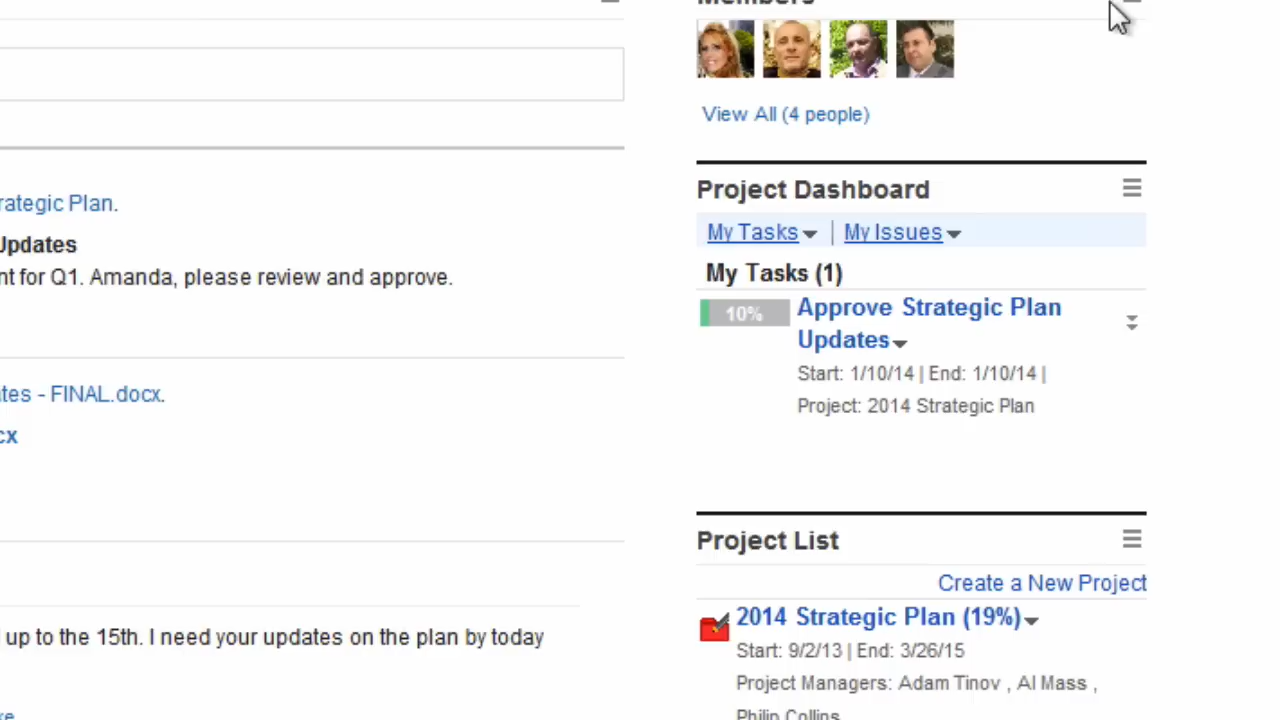 Members
View All (4 people)
rategic Plan.
Updates
nt for Q1. Amanda, please review and approve.
tes - FINAL.docx.
cx
up to the 15th. I need your updates on the plan by today
Project Dashboard
My Tasks | My Issues
My Tasks (1)
10%
Approve Strategic Plan
Updates
Start: 1/10/14 | End: 1/10/14 |
Project: 2014 Strategic Plan
Project List
Create a New Project
2014 Strategic Plan (19%)
Start: 9/2/13 | End: 3/26/15
Project Managers: Adam Tinov , Al Mass ,
Philip Collins